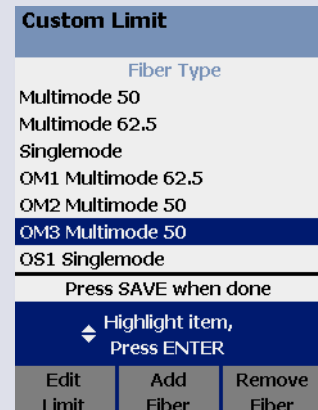 Custom Limit
Fiber Type
Multimode 50
Multimode 62.5
Singlemode
OM1 Multimode 62.5
OM2 Multimode 50
OM3 Multimode 50
OS1 Singlemode
Press SAVE when done
Highlight item,
Press ENTER
Edit Add Remove
Limit Fiber Fiber